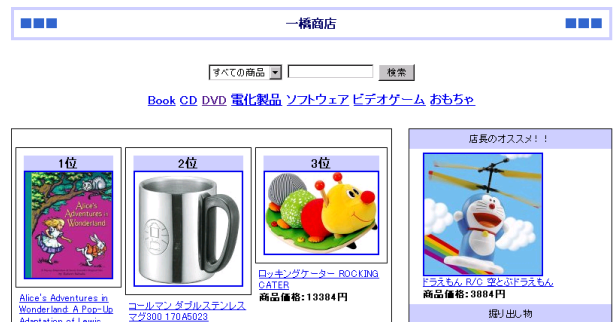 一橋商店
すべての商品 検索
Book CD DVD 電化製品 ソフトウェア ビデオゲーム おもちゃ
1位
Alice's
Adventures in
Wonderland
Alice's Adventures in
Wonderland: A Pop-Up
Adaptation of Lewis
2位
コールマン ダブルステンレス
マグ300 170A5023
3位
ロッキングケーター ROCKING
CATER
商品価格:13384円
店長のオススメ!!
ドラえもん R/C 空とぶドラえもん
商品価格:3884円
掘り出し物